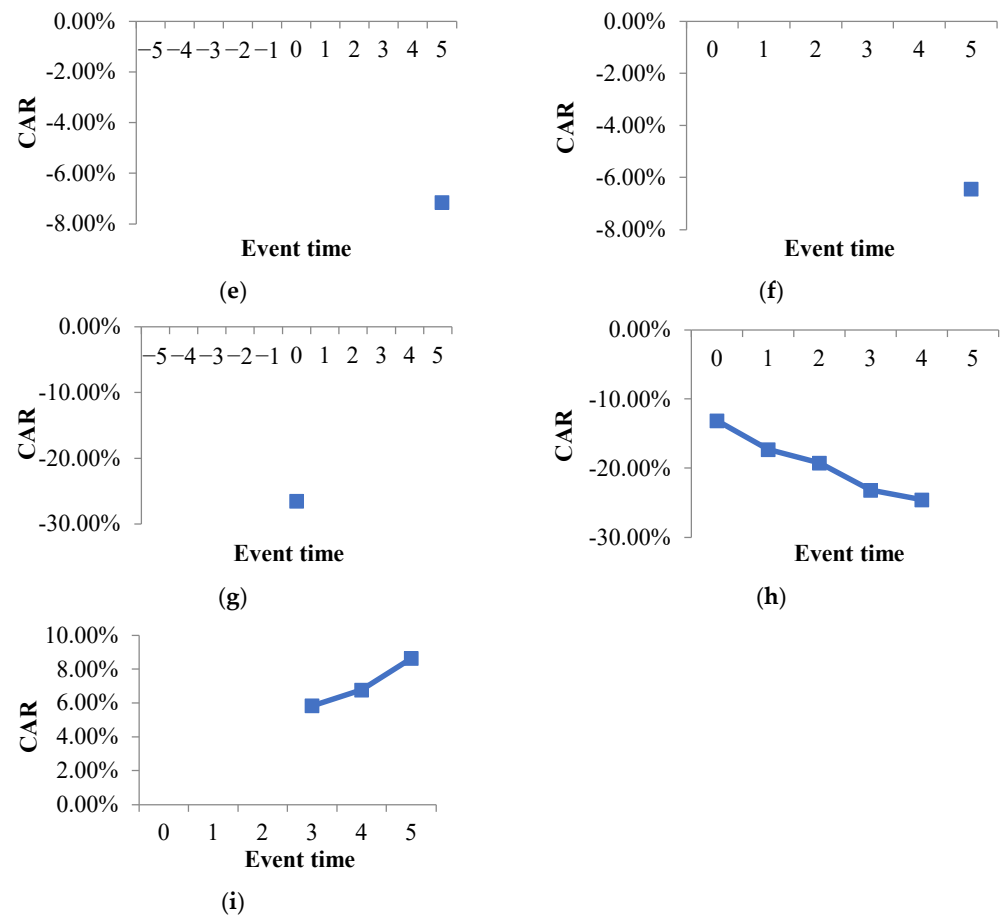 0.00%
−5 −4 −3 −2 −1 0 1 2 3 4 5
-2.00%
-4.00%
-6.00%
-8.00%
CAR
Event time
(e)
0.00%
0 1 2 3 4 5
-2.00%
-4.00%
-6.00%
-8.00%
CAR
Event time
(f)
0.00%
−5 −4 −3 −2 −1 0 1 2 3 4 5
-10.00%
-20.00%
-30.00%
CAR
Event time
(g)
0.00%
0 1 2 3 4 5
-10.00%
-20.00%
-30.00%
CAR
Event time
(h)
10.00%
8.00%
6.00%
4.00%
2.00%
0.00%
CAR
0 1 2 3 4 5
Event time
(i)